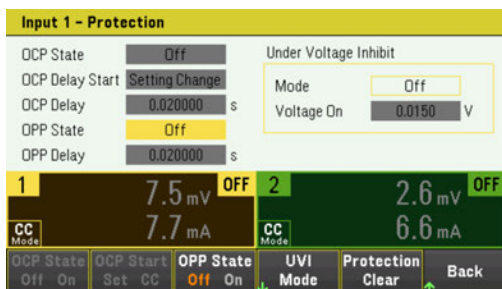 Input 1 – Protection
OCP State Off
OCP Delay Start Setting Change
OCP Delay 0.020000 s
OPP State Off
OPP Delay 0.020000 s
Under Voltage Inhibit
Mode Off
Voltage On 0.0150 V
1 7.5 mV OFF
CC Mode 7.7 mA
2 2.6 mV OFF
CC Mode 6.6 mA
OCP State Off On
OCP Start Set CC
OPP State Off On
UVI Mode
Protection Clear
Back